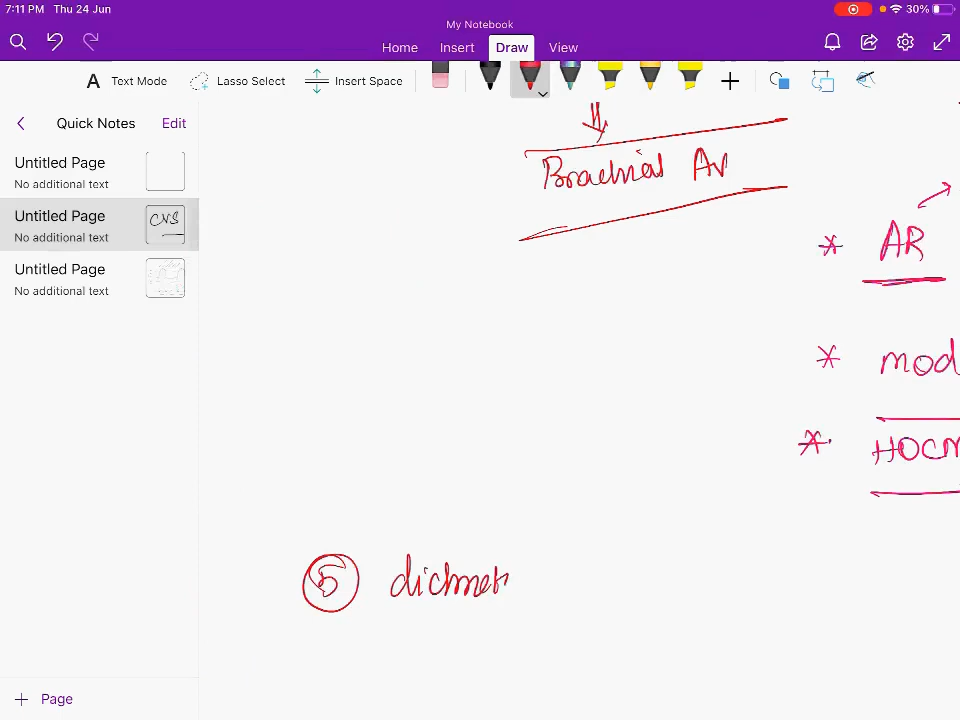 7:11 PM Thu 24 Jun
30%
My Notebook
Home Insert Draw View
A Text Mode Lasso Select Insert Space
Quick Notes Edit
Untitled Page
No additional text
Untitled Page
No additional text
CNS
Untitled Page
No additional text
Brachial Ar
* AR
* mod
* HOCM
5 dichmet
+ Page